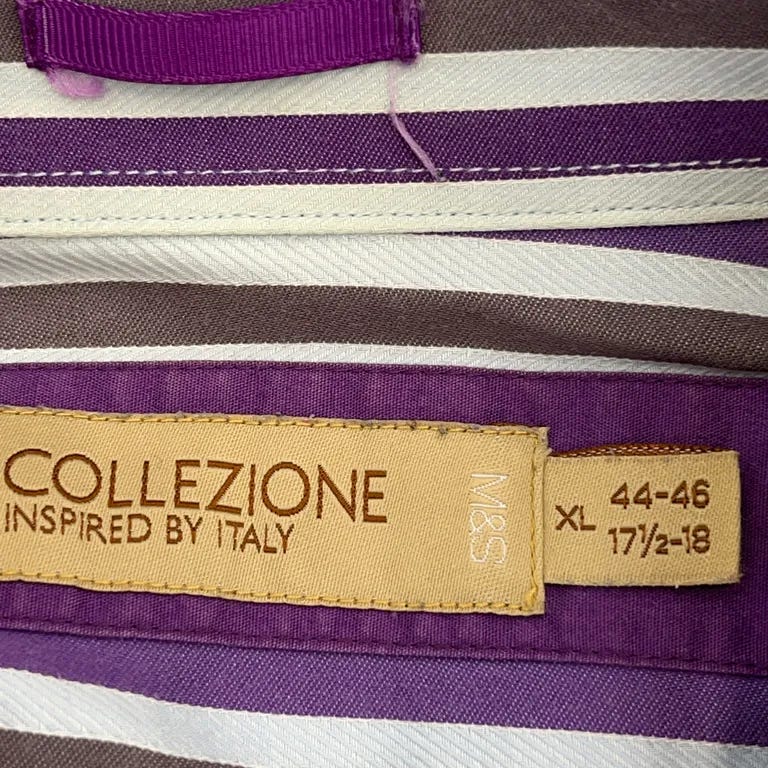 COLLEZIONE
INSPIRED BY ITALY
M&S
XL
44-46
17½-18